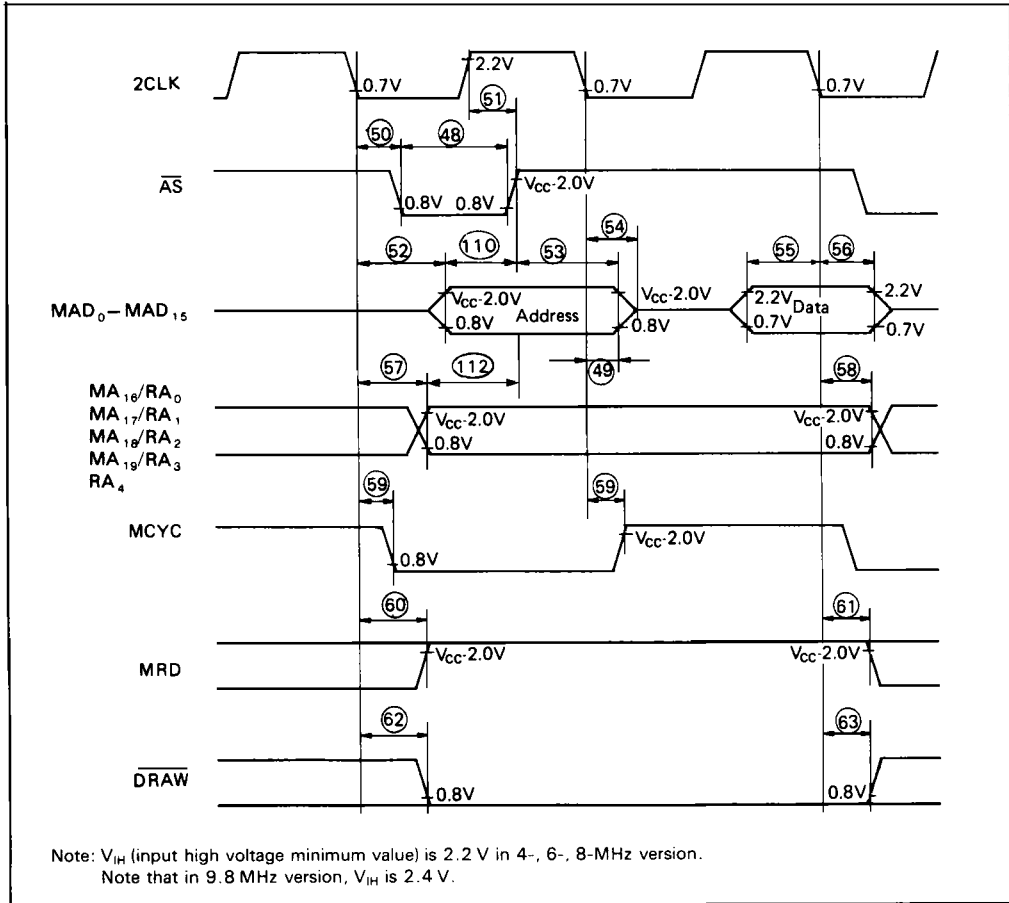 2CLK
0.7V
2.2V
0.7V
0.7V
51
50
48
AS
0.8V
0.8V
Vcc-2.0V
54
52
110
53
55
56
MAD0–MAD15
Vcc-2.0V
0.8V
Address
Vcc-2.0V
0.8V
2.2V
0.7V
Data
2.2V
0.7V
49
57
112
58
MA16/RA0
MA17/RA1
MA18/RA2
MA19/RA3
RA4
Vcc-2.0V
0.8V
Vcc-2.0V
0.8V
59
59
MCYC
0.8V
Vcc-2.0V
60
61
MRD
Vcc-2.0V
Vcc-2.0V
62
63
DRAW
0.8V
0.8V
Note: VIH (input high voltage minimum value) is 2.2 V in 4-, 6-, 8-MHz version.
Note that in 9.8 MHz version, VIH is 2.4 V.